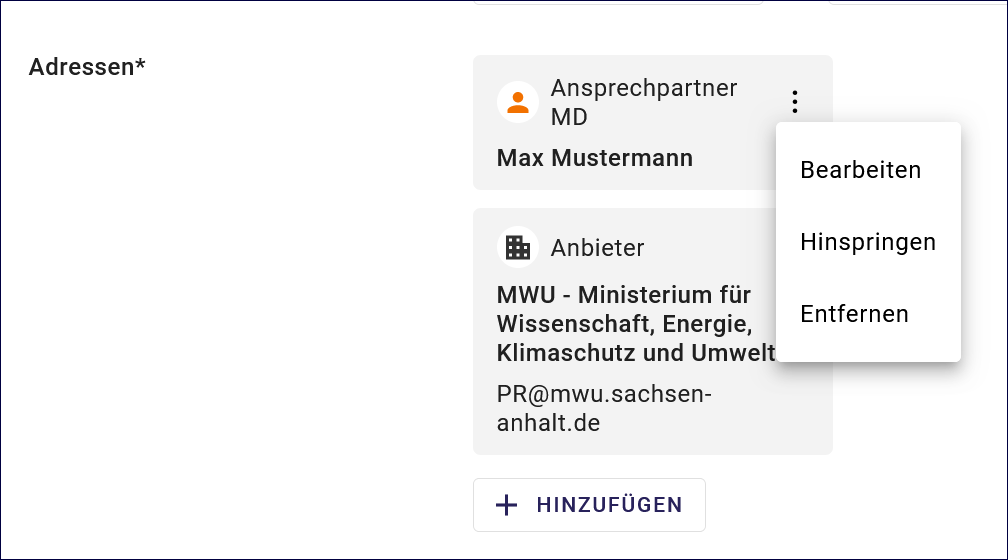 Adressen*
Ansprechpartner
MD
Max Mustermann
Bearbeiten
Hinspringen
Entfernen
Anbieter
MWU - Ministerium für
Wissenschaft, Energie,
Klimaschutz und Umwelt
PR@mwu.sachsen-
anhalt.de
HINZUFÜGEN